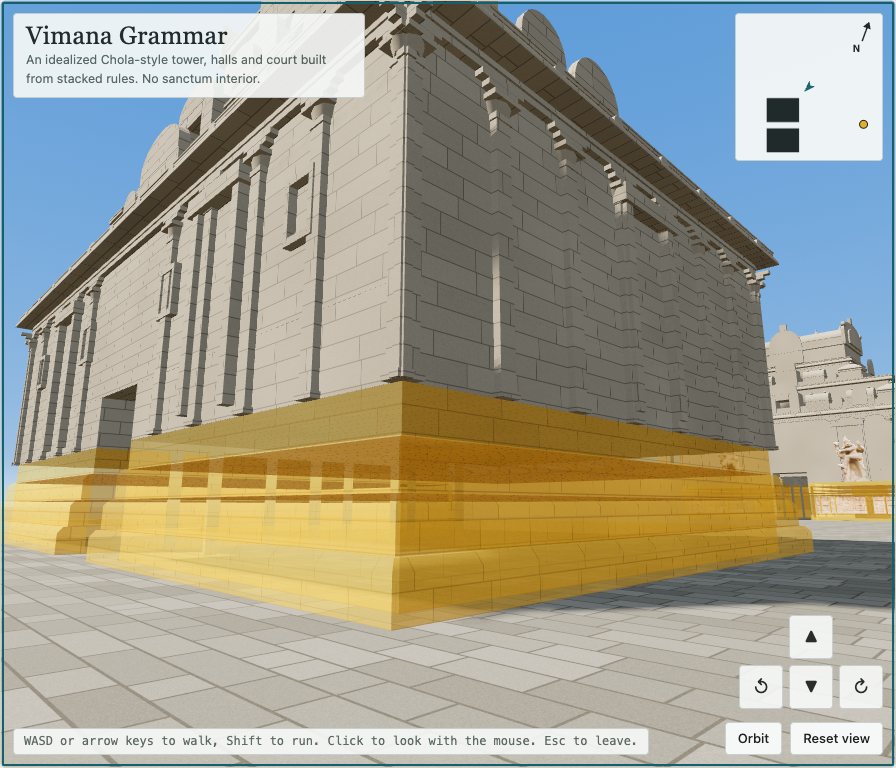 Vimana Grammar
An idealized Chola-style tower, halls and court built
from stacked rules. No sanctum interior.
N
WASD or arrow keys to walk, Shift to run. Click to look with the mouse. Esc to leave.
Orbit
Reset view